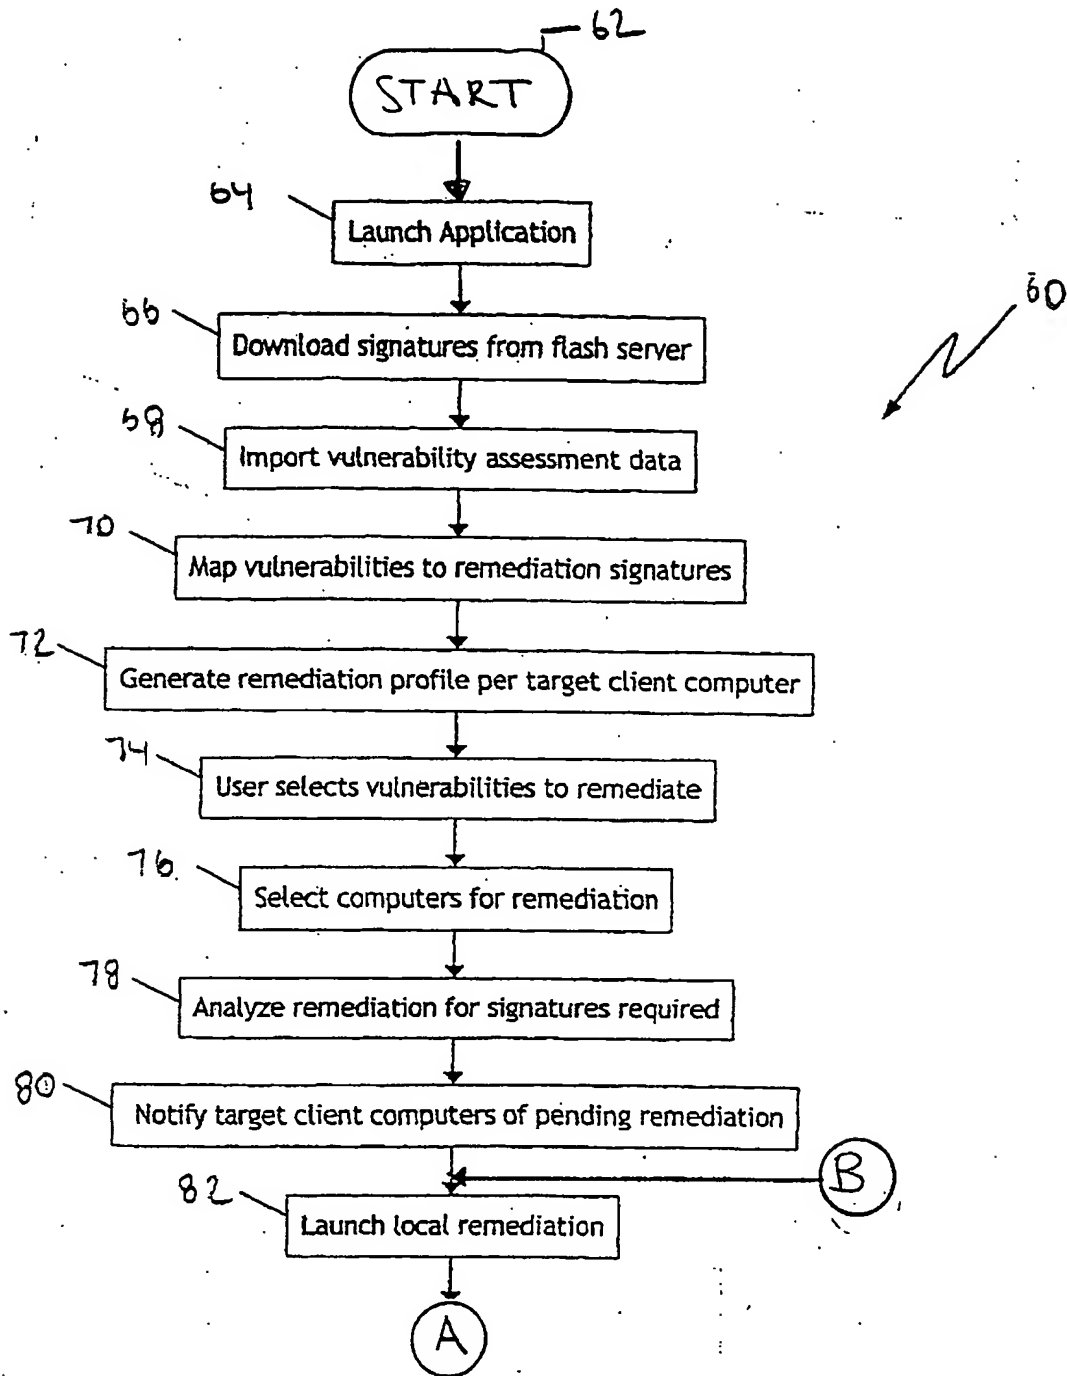 62
START
64
Launch Application
60
66
Download signatures from flash server
68
Import vulnerability assessment data
70
Map vulnerabilities to remediation signatures
72
Generate remediation profile per target client computer
74
User selects vulnerabilities to remediate
76
Select computers for remediation
78
Analyze remediation for signatures required
80
Notify target client computers of pending remediation
B
82
Launch local remediation
A